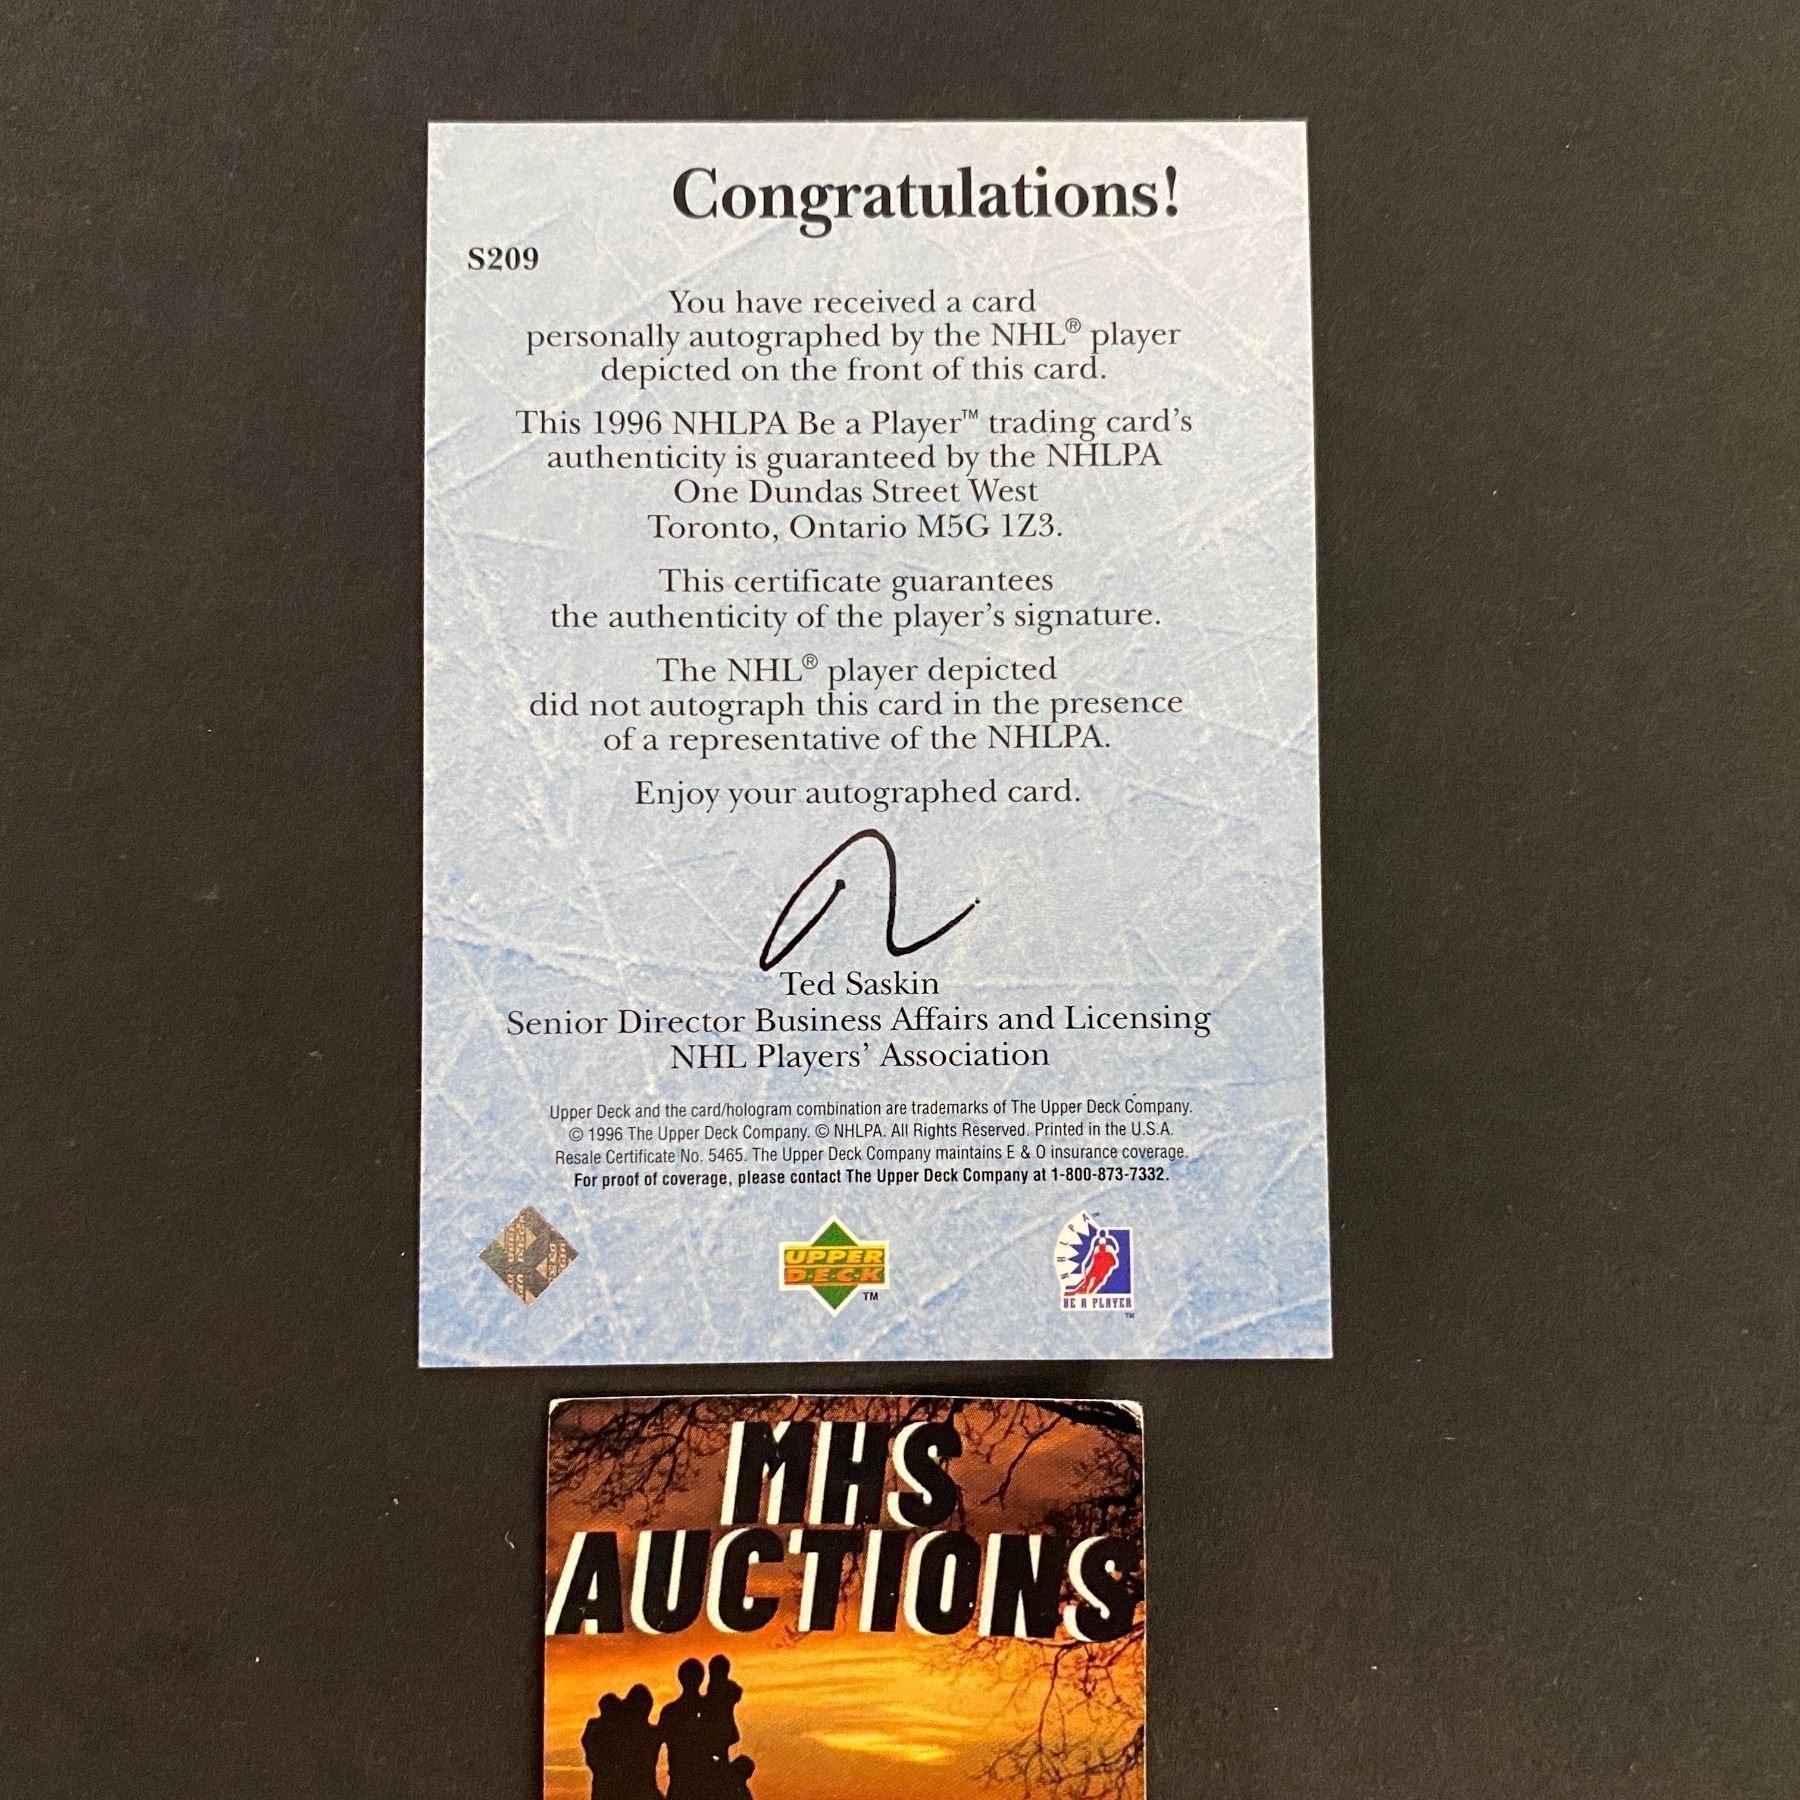 Congratulations!
S209
You have received a card
personally autographed by the NHL® player
depicted on the front of this card.
This 1996 NHLPA Be a Player™ trading card's
authenticity is guaranteed by the NHLPA
One Dundas Street West
Toronto, Ontario M5G 1Z3.
This certificate guarantees
the authenticity of the player's signature.
The NHL® player depicted
did not autograph this card in the presence
of a representative of the NHLPA.
Enjoy your autographed card.
Ted Saskin
Senior Director Business Affairs and Licensing
NHL Players' Association
Upper Deck and the card/hologram combination are trademarks of The Upper Deck Company.
© 1996 The Upper Deck Company. © NHLPA. All Rights Reserved. Printed in the U.S.A.
Resale Certificate No. 5465. The Upper Deck Company maintains E & O insurance coverage.
For proof of coverage, please contact The Upper Deck Company at 1-800-873-7332.
UPPER
DECK
TM
NHLPA™
BE A PLAYER
TM
MHS
AUCTIONS